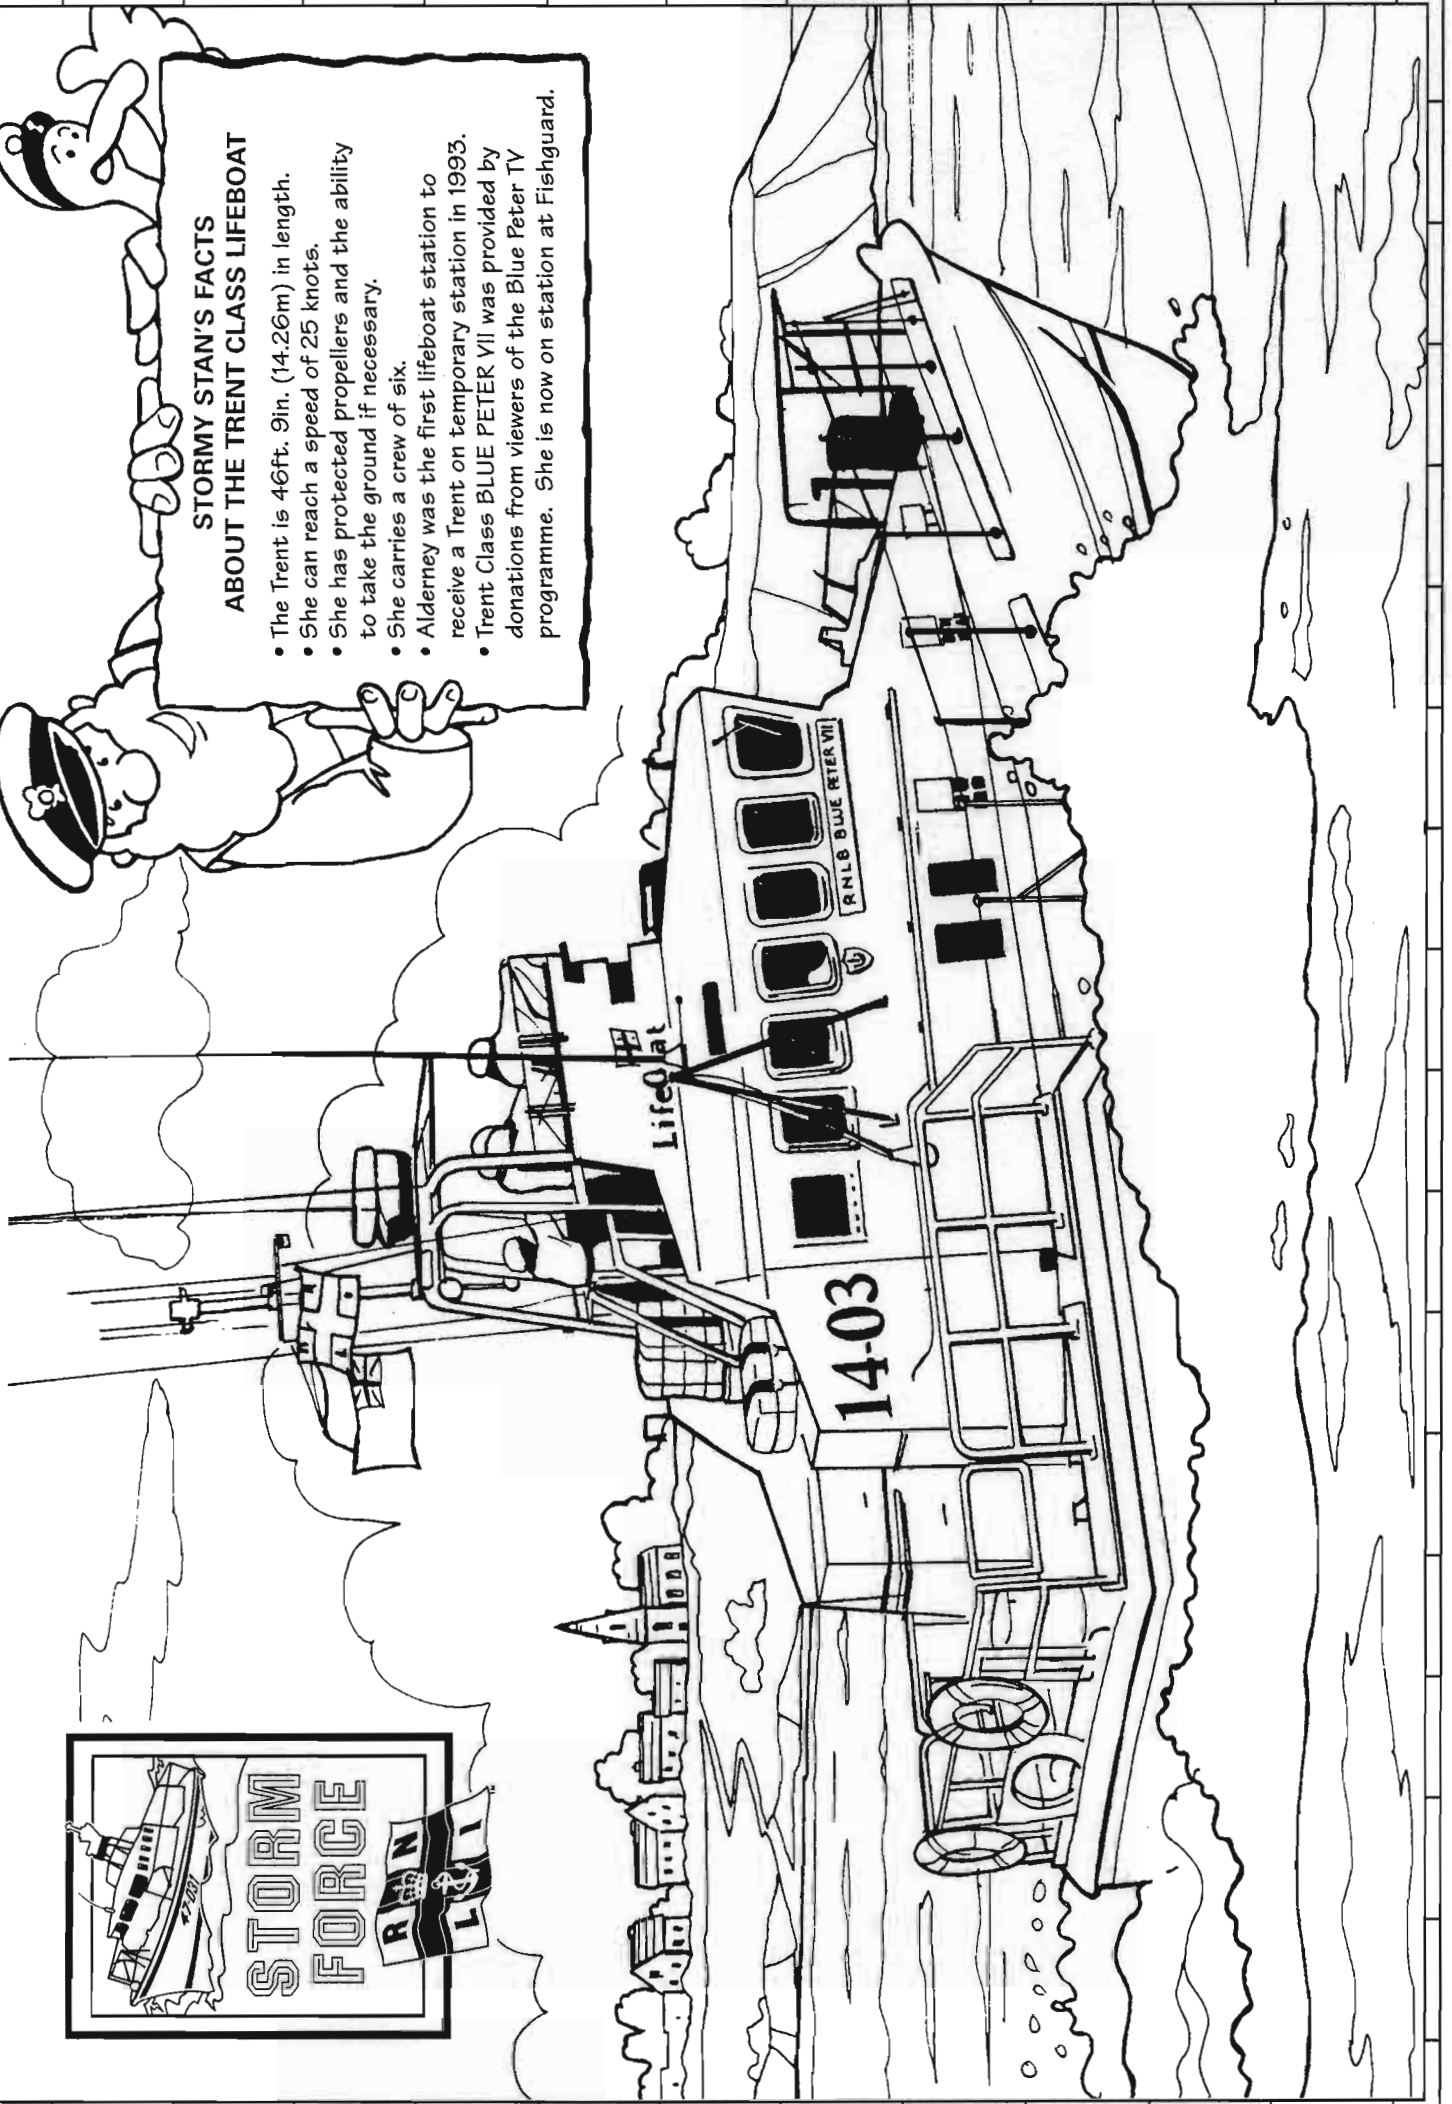 STORM
FORCE
47-031
R N
L I
STORMY STAN'S FACTS
ABOUT THE TRENT CLASS LIFEBOAT
• The Trent is 46ft. 9in. (14.26m) in length.
• She can reach a speed of 25 knots.
• She has protected propellers and the ability
to take the ground if necessary.
• She carries a crew of six.
• Alderney was the first lifeboat station to
receive a Trent on temporary station in 1993.
• Trent Class BLUE PETER VII was provided by
donations from viewers of the Blue Peter TV
programme. She is now on station at Fishguard.
14-03
RNLB BLUE PETER VII